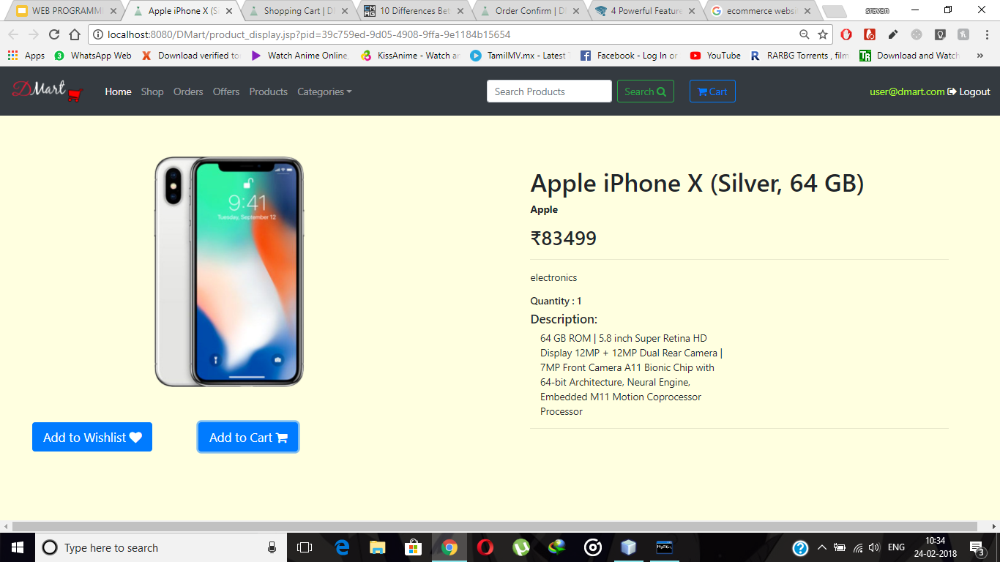 WEB PROGRAMMI
Apple iPhone X (S
Shopping Cart | D
10 Differences Bet
Order Confirm | D
4 Powerful Feature
ecommerce websi
sravan
localhost:8080/DMart/product_display.jsp?pid=39c759ed-9d05-4908-9ffa-9e1184b15654
Apps
WhatsApp Web
Download verified to
Watch Anime Online,
KissAnime - Watch an
TamilMV.mx - Latest
Facebook - Log In or
YouTube
RARBG Torrents , film
Download and Watch
»
DMart
Home
Shop
Orders
Offers
Products
Categories
Search Products
Search
Cart
user@dmart.com
Logout
9:41
Tuesday, September 12
Apple iPhone X (Silver, 64 GB)
Apple
₹83499
electronics
Quantity : 1
Description:
64 GB ROM | 5.8 inch Super Retina HD
Display 12MP + 12MP Dual Rear Camera |
7MP Front Camera A11 Bionic Chip with
64-bit Architecture, Neural Engine,
Embedded M11 Motion Coprocessor
Processor
Add to Wishlist
Add to Cart
Type here to search
MySQL
ENG
10:34
24-02-2018
3